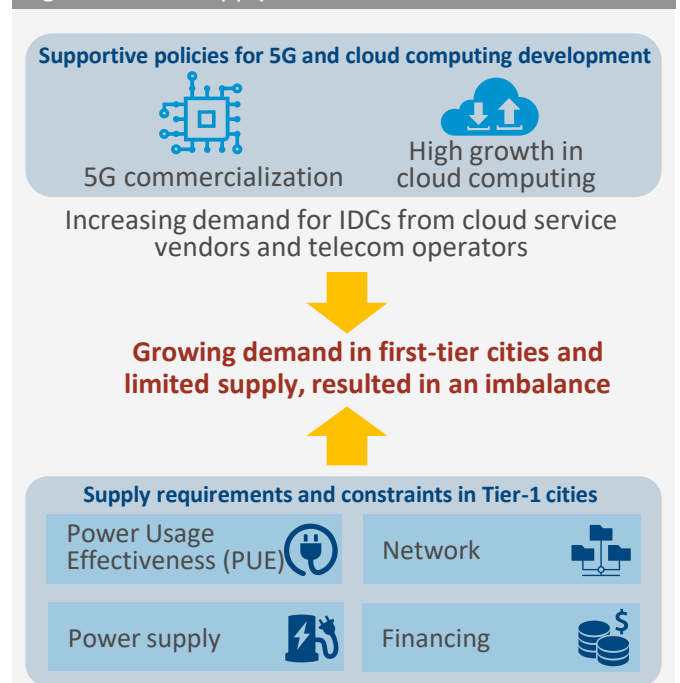 Supportive policies for 5G and cloud computing development
5G commercialization
High growth in
cloud computing
Increasing demand for IDCs from cloud service
vendors and telecom operators
Growing demand in first-tier cities and
limited supply, resulted in an imbalance
Supply requirements and constraints in Tier-1 cities
Power Usage
Effectiveness (PUE)
Network
Power supply
Financing
$